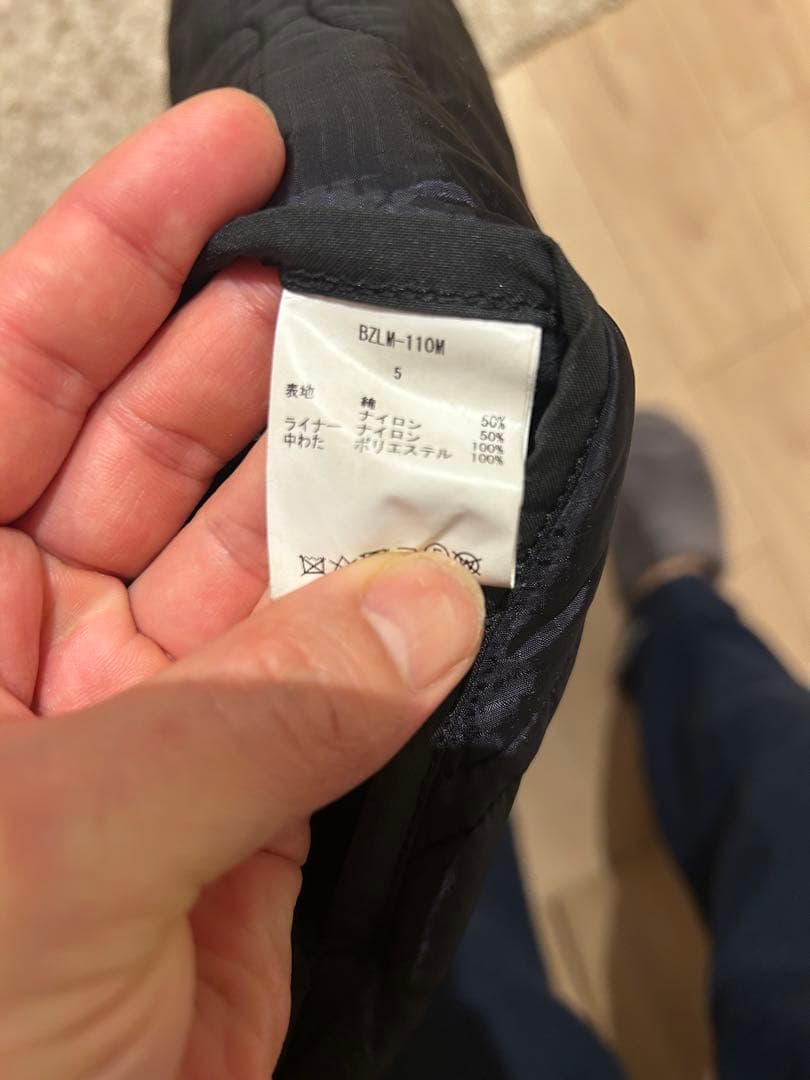 BZLM-110M
5
表地 綿 50%
ナイロン 50%
ライナー ナイロン 100%
中わた ポリエステル 100%